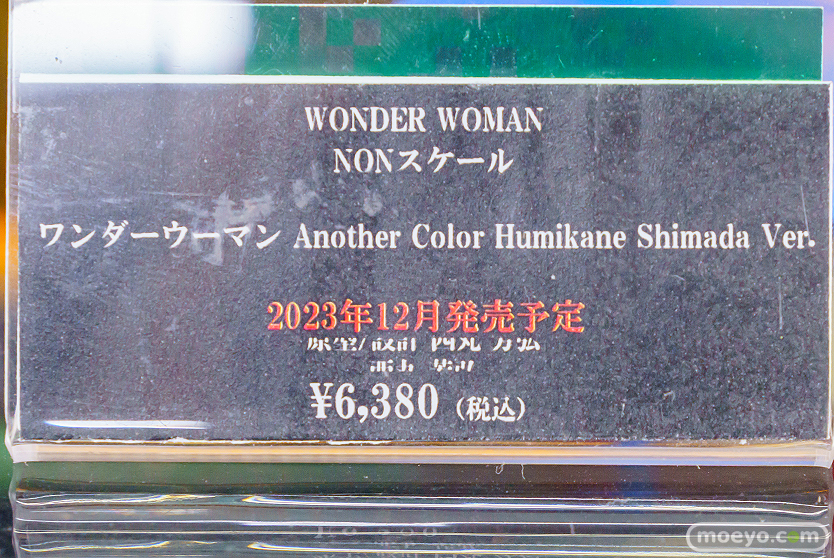 WONDER WOMAN
NONスケール
ワンダーウーマン Another Color Humikane Shimada Ver.
2023年12月発売予定
¥6,380 (税込)
moeyo.com